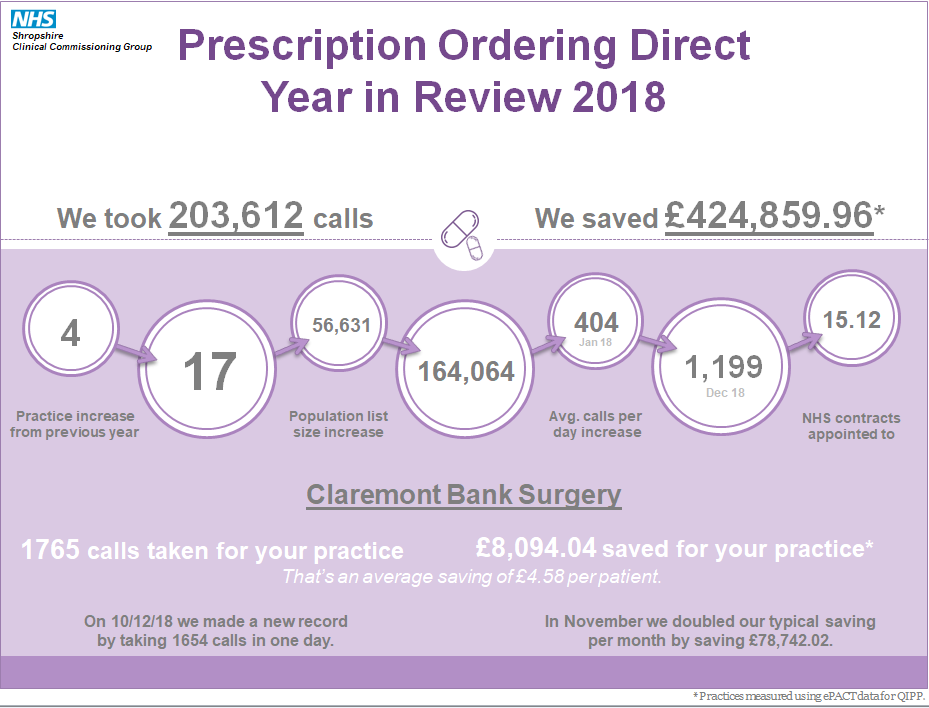 NHS
Shropshire
Clinical Commissioning Group
Prescription Ordering Direct
Year in Review 2018
We took 203,612 calls
We saved £424,859.96*
4
17
56,631
164,064
404
Jan 18
1,199
Dec 18
15.12
Practice increase
from previous year
Population list
size increase
Avg. calls per
day increase
NHS contracts
appointed to
Claremont Bank Surgery
1765 calls taken for your practice
£8,094.04 saved for your practice*
That's an average saving of £4.58 per patient.
On 10/12/18 we made a new record
by taking 1654 calls in one day.
In November we doubled our typical saving
per month by saving £78,742.02.
* Practices measured using ePACT data for QIPP.